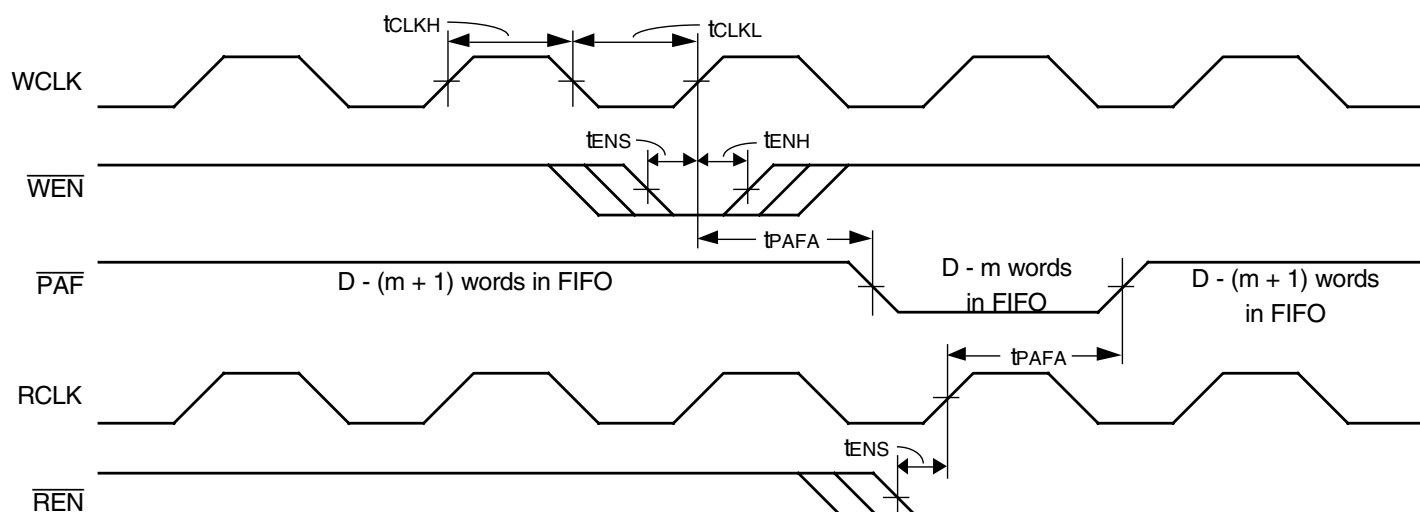 tCLKH
tCLKL
WCLK
tENS
tENH
WEN
tPAFA
PAF
D - (m + 1) words in FIFO
D - m words
in FIFO
D - (m + 1) words
in FIFO
tPAFA
RCLK
tENS
REN